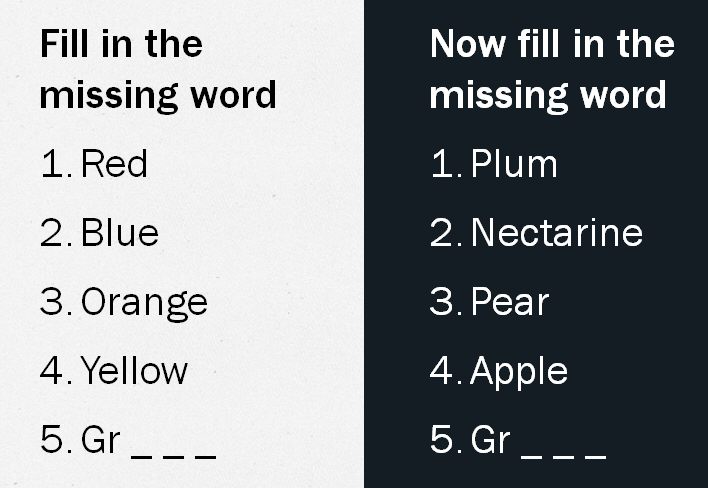 Fill in the
missing word
1. Red
2. Blue
3. Orange
4. Yellow
5. Gr _ _ _
Now fill in the
missing word
1. Plum
2. Nectarine
3. Pear
4. Apple
5. Gr _ _ _